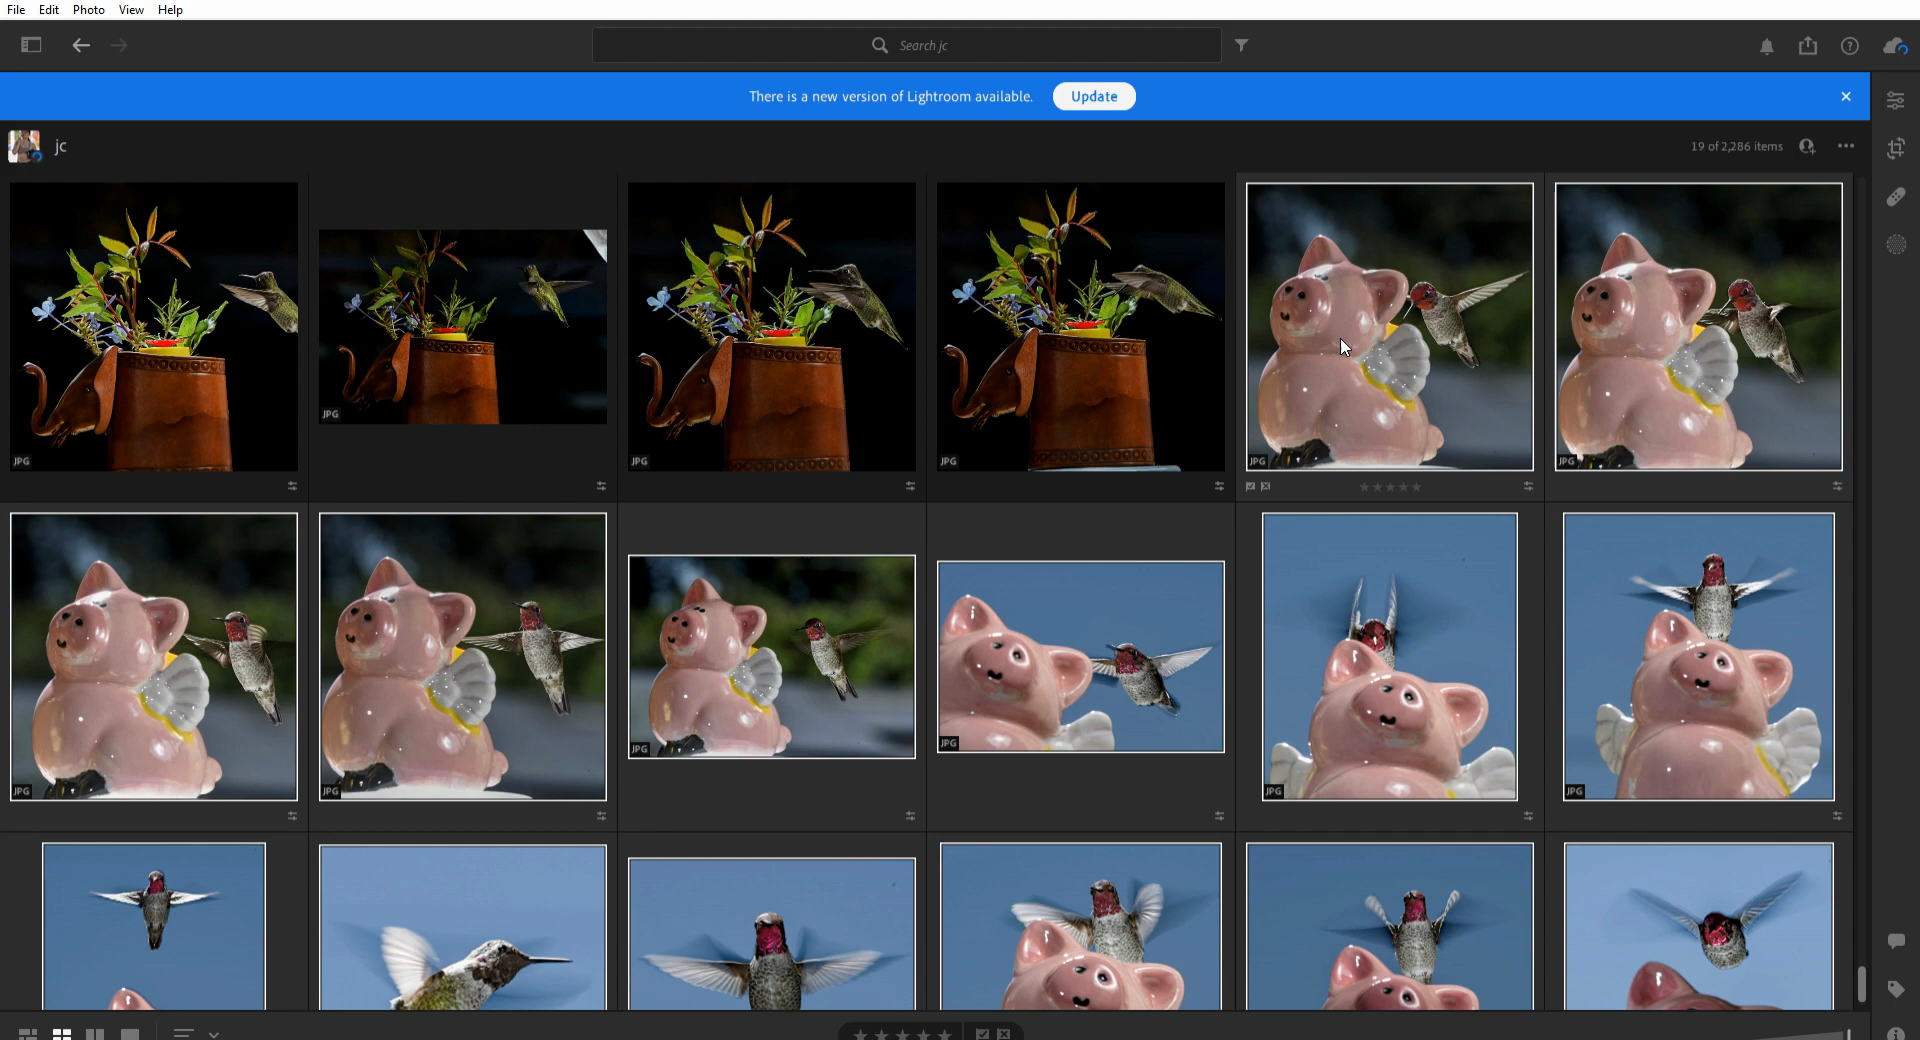 File Edit Photo View Help
Search jc
There is a new version of Lightroom available. Update
jc
19 of 2,286 items
JPG
JPG
JPG
JPG
JPG
JPG
JPG
JPG
JPG
JPG
JPG
JPG